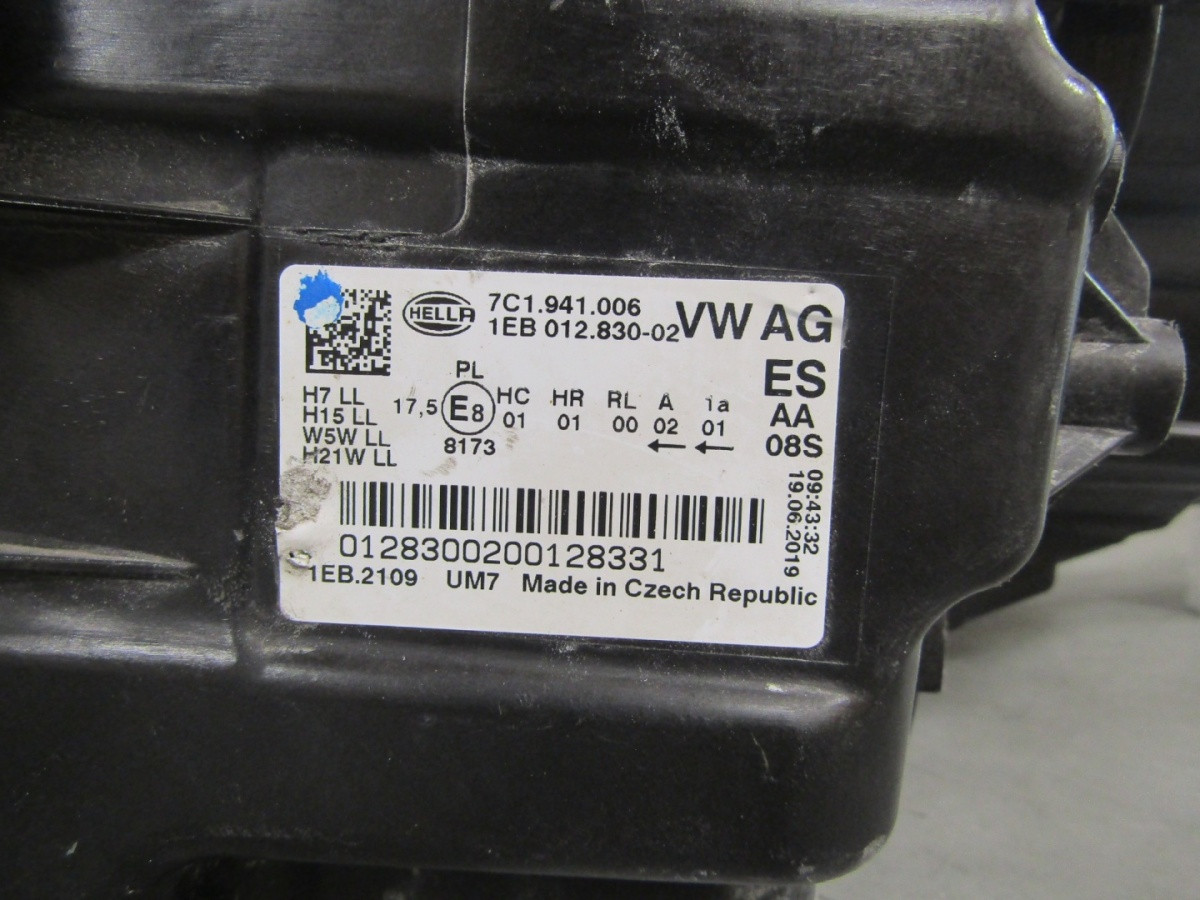 HELLA 7C1.941.006 VW AG
1EB 012.830-02
ES
AA
08S
PL
H7 LL
H15 LL
W5W LL
H21W LL
17,5 E8 HC HR RL A 1a
01 01 00 02 01
8173 ← ←
09:43:32
19.06.2019
0128300200128331
1EB.2109 UM7 Made in Czech Republic